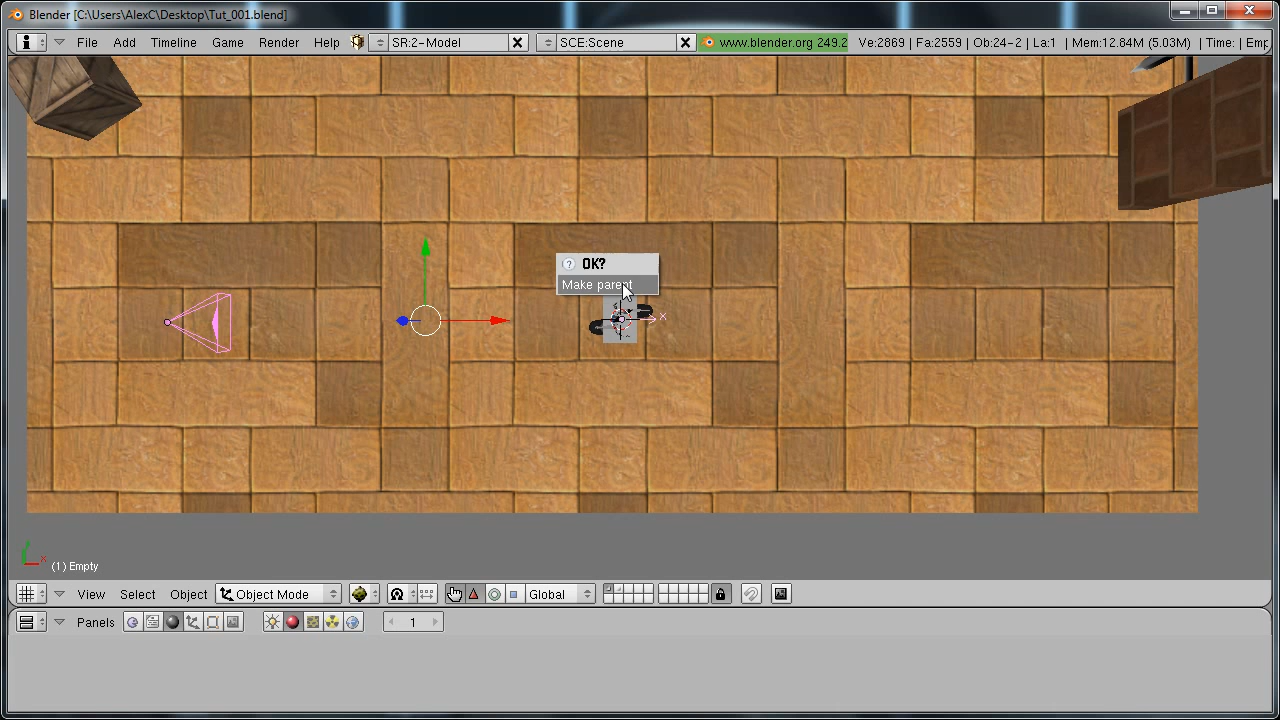 Blender [C:\Users\AlexC\Desktop\Tut_001.blend]
File Add Timeline Game Render Help SR:2-Model SCE:Scene www.blender.org 249.2 Ve:2869 | Fa:2559 | Ob:24-2 | La:1 | Mem:12.84M (5.03M) | Time: | Emp
OK?
Make parent
x
(1) Empty
View Select Object Object Mode Global
Panels 1